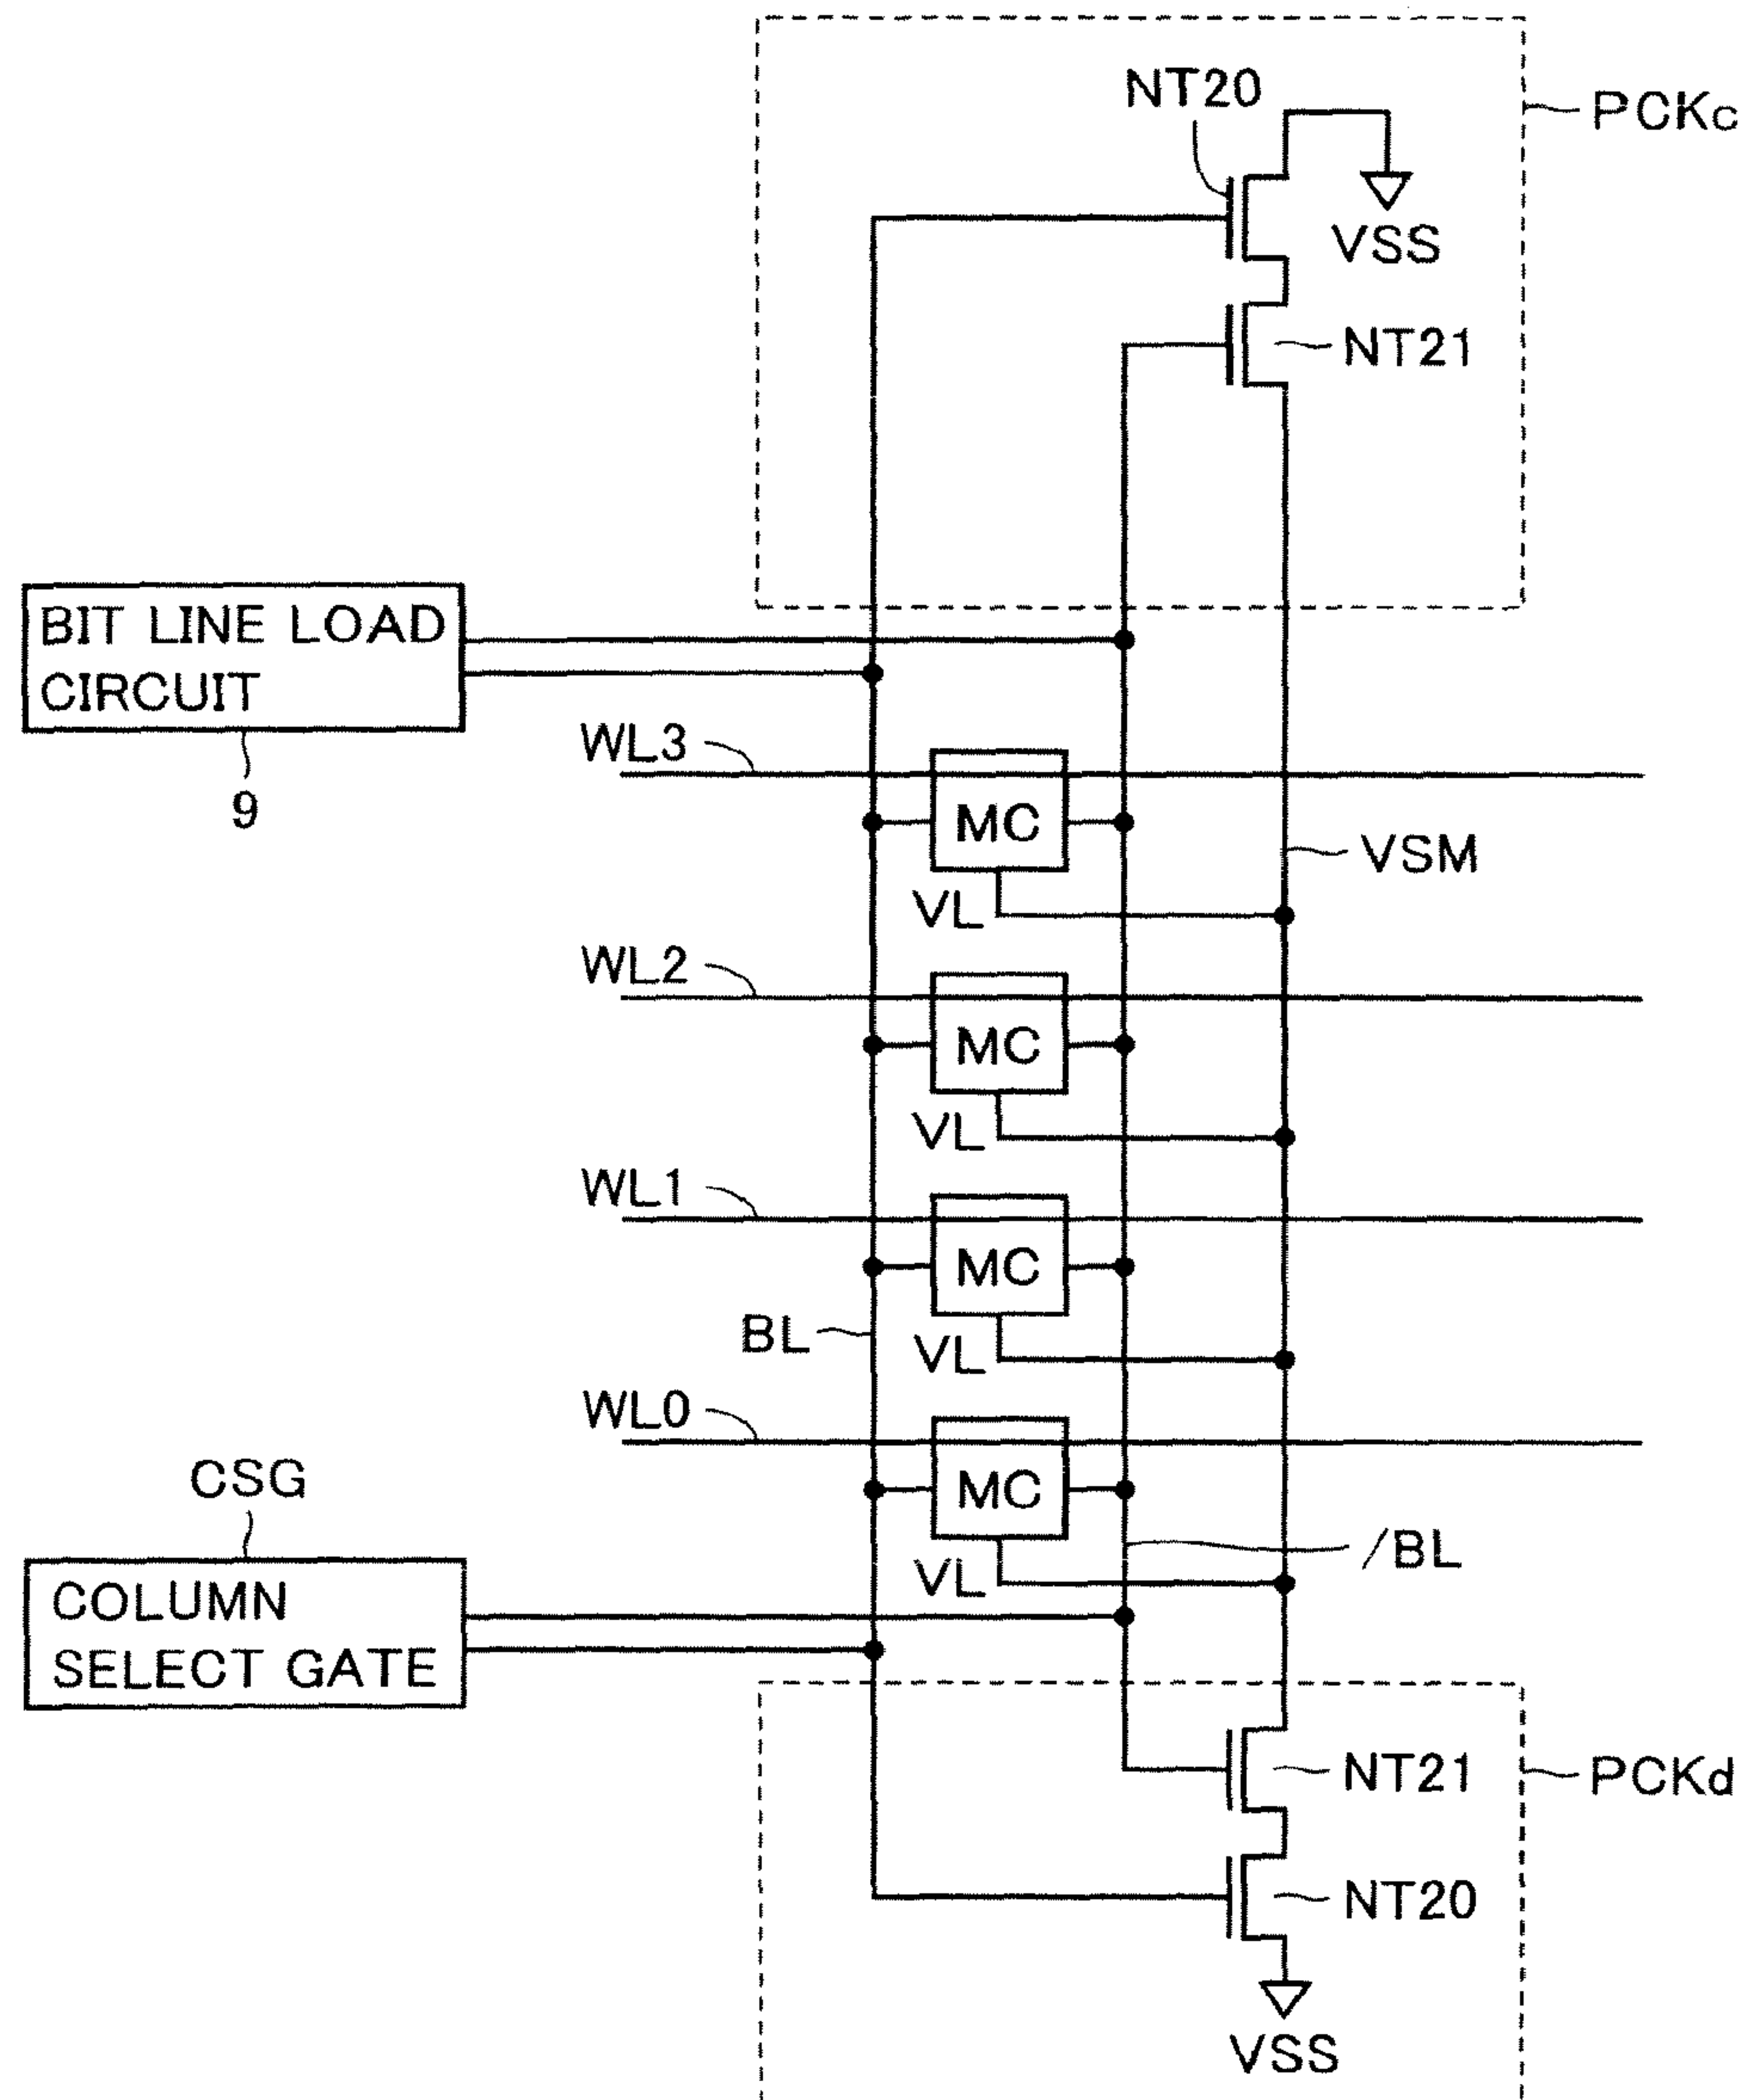 NT20
PCKc
VSS
NT21
BIT LINE LOAD
CIRCUIT
9
WL3
MC
VSM
VL
WL2
MC
VL
WL1
MC
BL
VL
WL0
MC
CSG
/BL
VL
COLUMN
SELECT GATE
NT21
PCKd
NT20
VSS